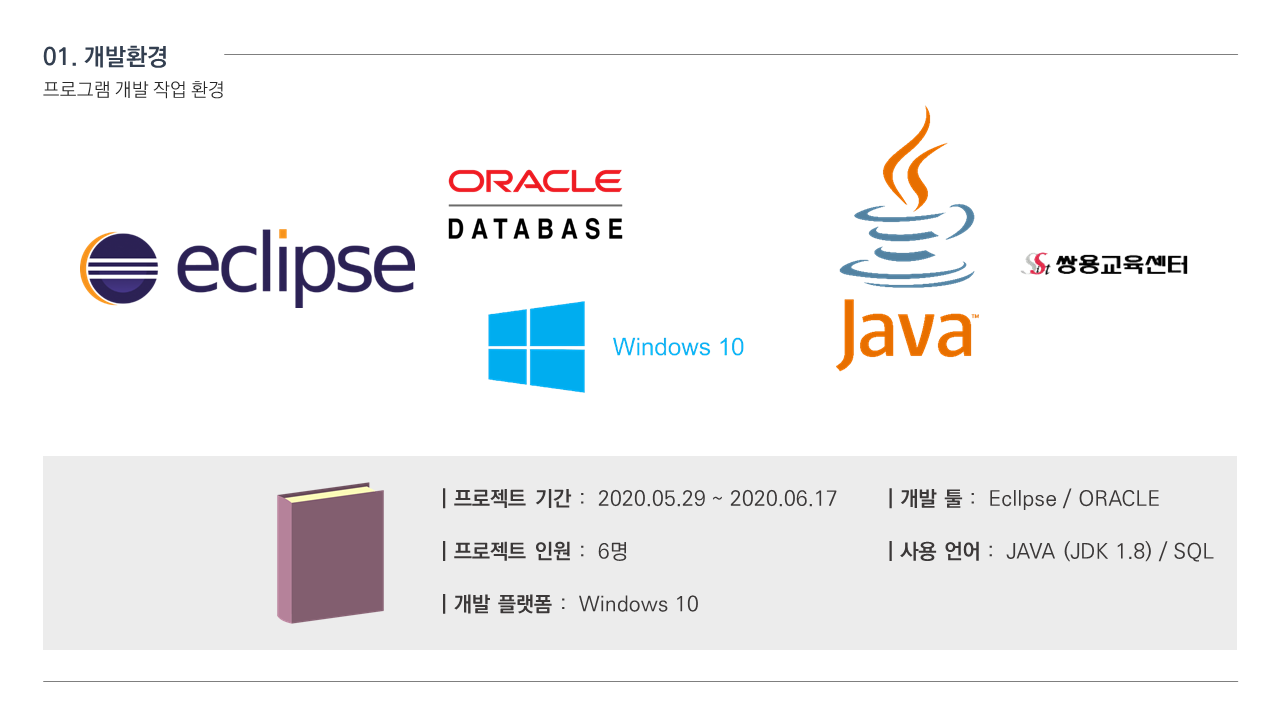 01. 개발환경
프로그램 개발 작업 환경
eclipse
ORACLE
DATABASE
Windows 10
Java™
Sist 쌍용교육센터
| 프로젝트 기간 : 2020.05.29 ~ 2020.06.17
| 프로젝트 인원 : 6명
| 개발 플랫폼 : Windows 10
| 개발 툴 : EclIpse / ORACLE
| 사용 언어 : JAVA (JDK 1.8) / SQL